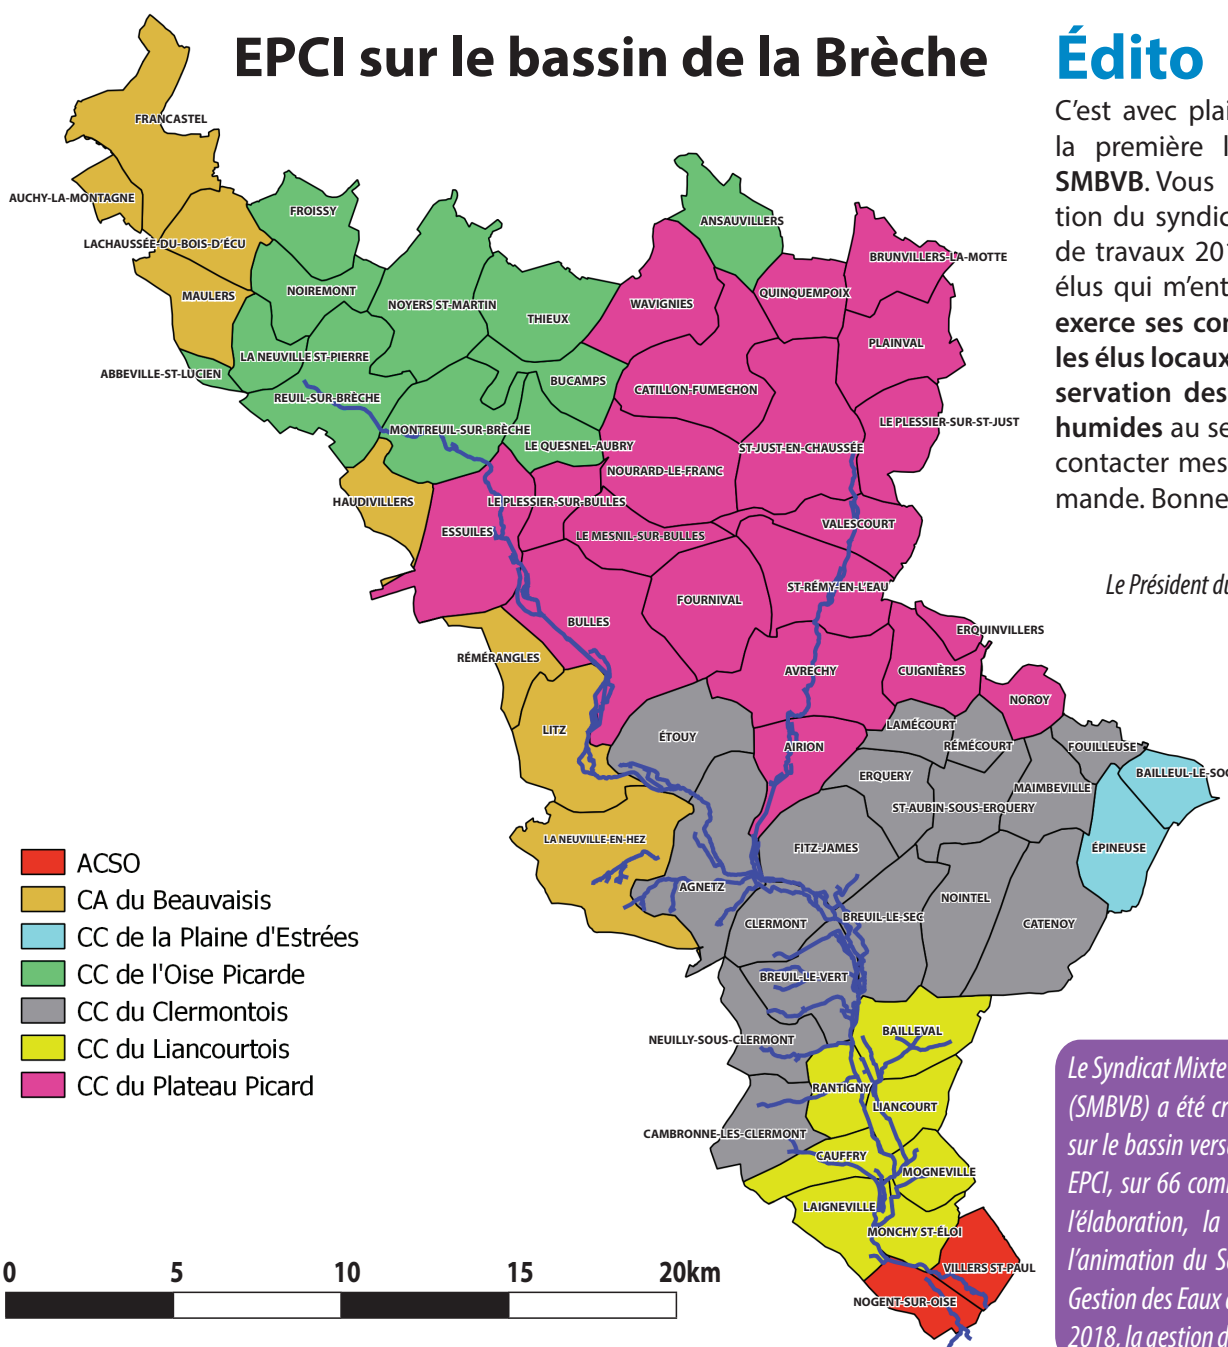 EPCI sur le bassin de la Brèche
FRANCASTEL
AUCHY-LA-MONTAGNE
LACHAUSSÉE-DU-BOIS-D'ÉCU
MAULERS
FROISSY
NOIREMONT
NOYERS ST-MARTIN
THIEUX
ANSAUVILLERS
BRUNVILLERS-LA-MOTTE
WAVIGNIES
QUINQUEMPOIX
PLAINVAL
LA NEUVILLE ST-PIERRE
ABBEVILLE-ST-LUCIEN
REUIL-SUR-BRÈCHE
BUCAMPS
CATILLON-FUMECHON
LE PLESSIER-SUR-ST-JUST
MONTREUIL-SUR-BRÈCHE
LE QUESNEL-AUBRY
ST-JUST-EN-CHAUSSÉE
NOURARD-LE-FRANC
HAUDIVILLERS
LE PLESSIER-SUR-BULLES
ESSUILES
LE MESNIL-SUR-BULLES
VALESCOURT
ST-RÉMY-EN-L'EAU
FOURNIVAL
BULLES
ERQUINVILLERS
RÉMÉRANGLES
AVRECHY
CUIGNIÈRES
NOROY
LITZ
ÉTOUY
AIRION
LAMÉCOURT
RÉMÉCOURT
FOUILLEUSE
ERQUERY
MAIMBEVILLE
BAILLEUL-LE-SOC
ST-AUBIN-SOUS-ERQUERY
LA NEUVILLE-EN-HEZ
FITZ-JAMES
ÉPINEUSE
AGNETZ
NOINTEL
CLERMONT
BREUIL-LE-SEC
CATENOY
BREUIL-LE-VERT
NEUILLY-SOUS-CLERMONT
BAILLEVAL
RANTIGNY
LIANCOURT
CAMBRONNE-LES-CLERMONT
CAUFFRY
MOGNEVILLE
LAIGNEVILLE
MONCHY ST-ÉLOI
VILLERS ST-PAUL
NOGENT-SUR-OISE
ACSO
CA du Beauvaisis
CC de la Plaine d'Estrées
CC de l'Oise Picarde
CC du Clermontois
CC du Liancourtois
CC du Plateau Picard
0 5 10 15 20km
Édito
C'est avec plai
la première l
SMBVB. Vous
tion du syndic
de travaux 20
élus qui m'ent
exerce ses con
les élus locaux
servation des
humides au se
contacter mes
mande. Bonne
Le Président du
Le Syndicat Mixte
(SMBVB) a été cr
sur le bassin vers
EPCI, sur 66 com
l'élaboration, la
l'animation du S
Gestion des Eaux
2018, la gestion d